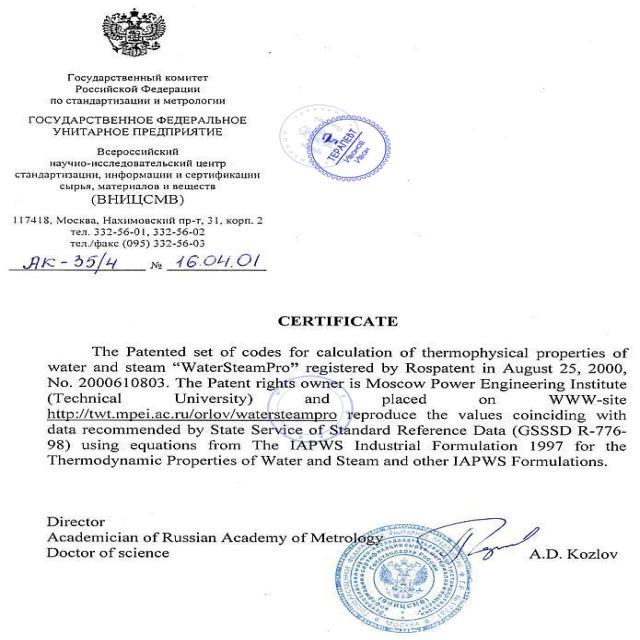 Государственный комитет
Российской Федерации
по стандартизации и метрологии
ГОСУДАРСТВЕННОЕ ФЕДЕРАЛЬНОЕ
УНИТАРНОЕ ПРЕДПРИЯТИЕ
Всероссийский
научно-исследовательский центр
стандартизации, информации и сертификации
сырья, материалов и веществ
(ВНИЦСМВ)
117418, Москва, Нахимовский пр-т, 31, корп. 2
тел. 332-56-01, 332-56-02
тел./факс (095) 332-56-03
АК-35/4 № 16.04.01
ТЕРАПЕВТ
Иванов
Иван
CERTIFICATE
The Patented set of codes for calculation of thermophysical properties of
water and steam “WaterSteamPro” registered by Rospatent in August 25, 2000,
No. 2000610803. The Patent rights owner is Moscow Power Engineering Institute
(Technical University) and placed on WWW-site
http://twt.mpei.ac.ru/orlov/watersteampro reproduce the values coinciding with
data recommended by State Service of Standard Reference Data (GSSSD R-776-
98) using equations from The IAPWS Industrial Formulation 1997 for the
Thermodynamic Properties of Water and Steam and other IAPWS Formulations.
Director
Academician of Russian Academy of Metrology
Doctor of science A.D. Kozlov
(ВНИЦСМВ)
МОСКВА